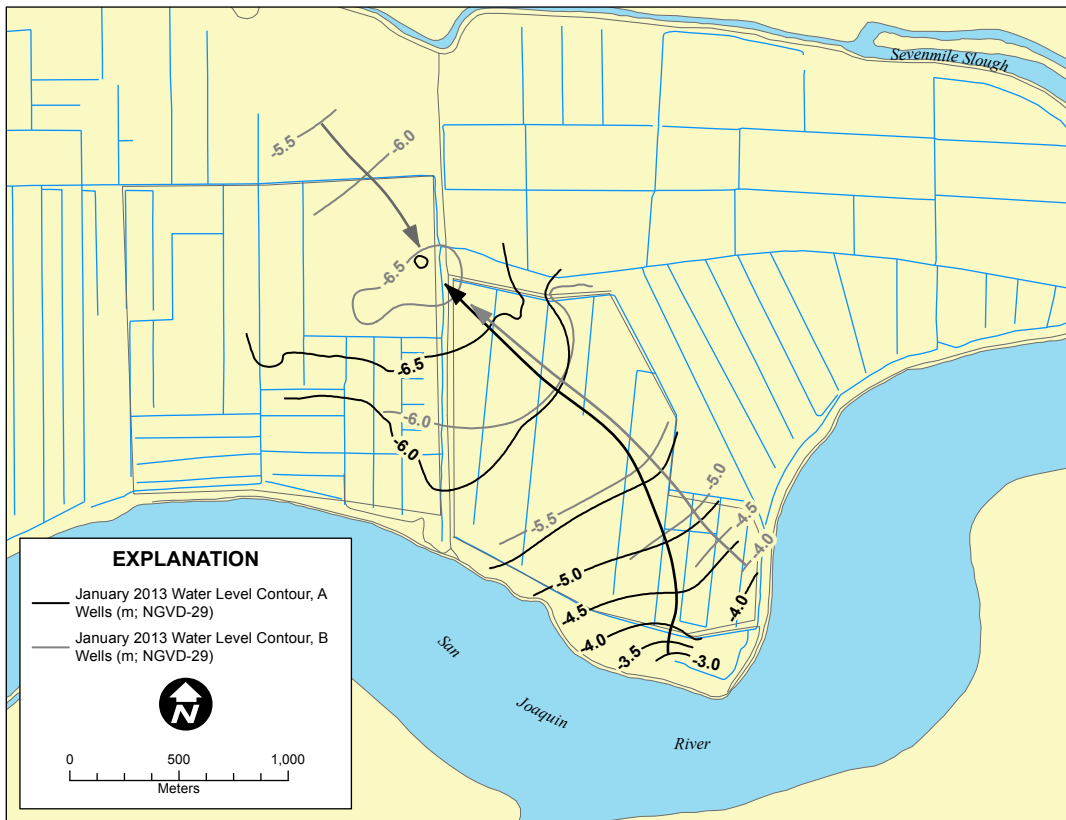 Sevenmile Slough
-5.5
-6.0
-6.5
-6.5
-6.0
-6.0
-5.0
-5.5
-4.5
-4.0
-5.0
-4.5
-4.0
-4.0
-3.5
-3.0
San
Joaquin
River
EXPLANATION
January 2013 Water Level Contour, A
Wells (m; NGVD-29)
January 2013 Water Level Contour, B
Wells (m; NGVD-29)
N
0 500 1,000
Meters